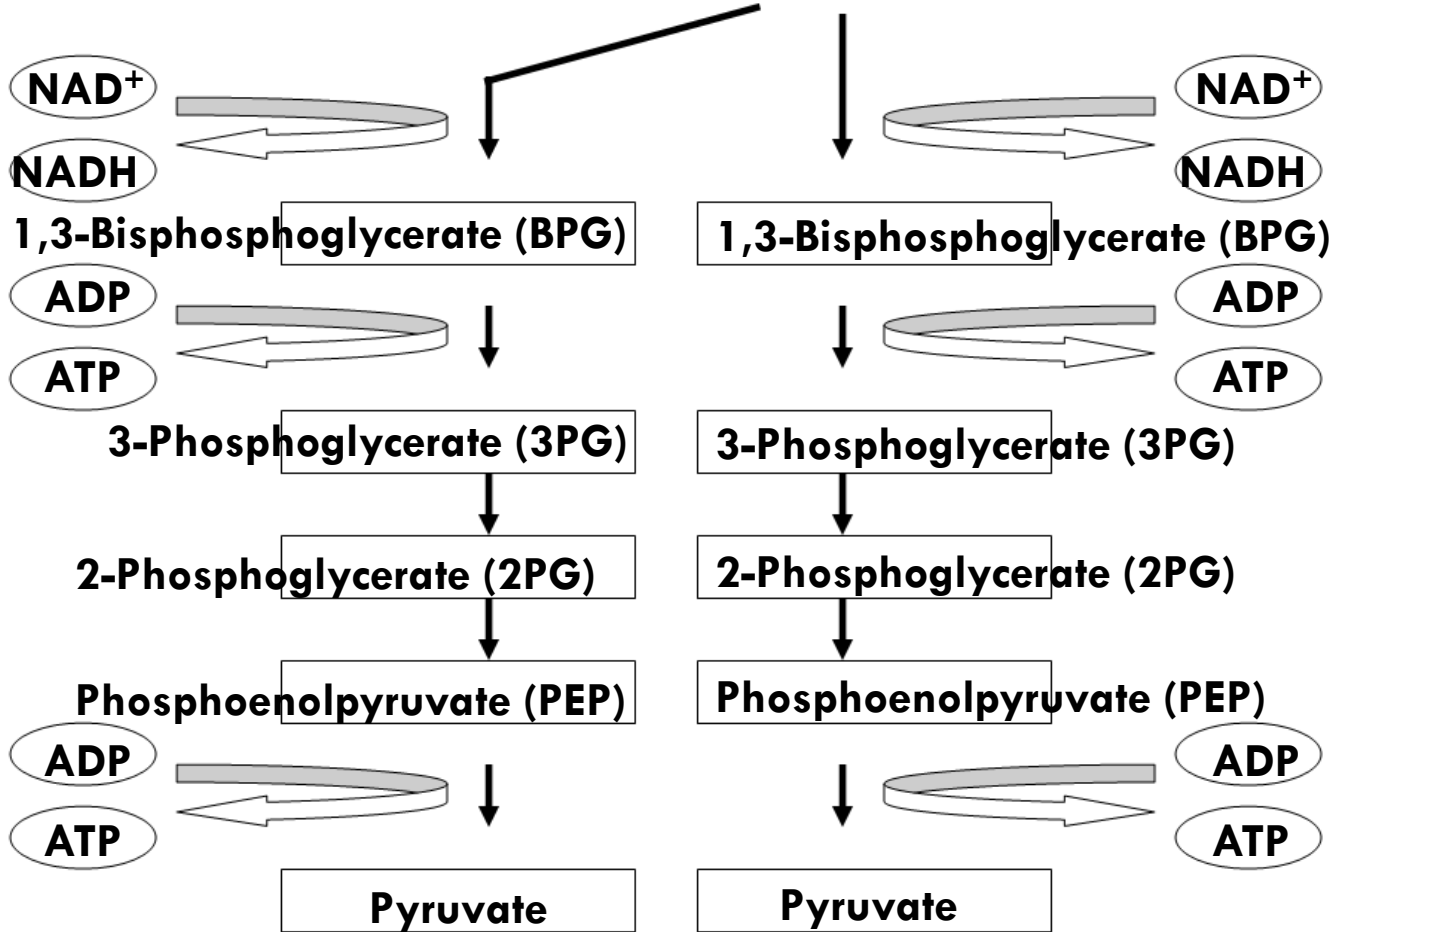 NAD+ NAD+
NADH NADH
1,3-Bisphosphoglycerate (BPG) 1,3-Bisphosphoglycerate (BPG)
ADP ADP
ATP ATP
3-Phosphoglycerate (3PG) 3-Phosphoglycerate (3PG)
2-Phosphoglycerate (2PG) 2-Phosphoglycerate (2PG)
Phosphoenolpyruvate (PEP) Phosphoenolpyruvate (PEP)
ADP ADP
ATP ATP
Pyruvate Pyruvate